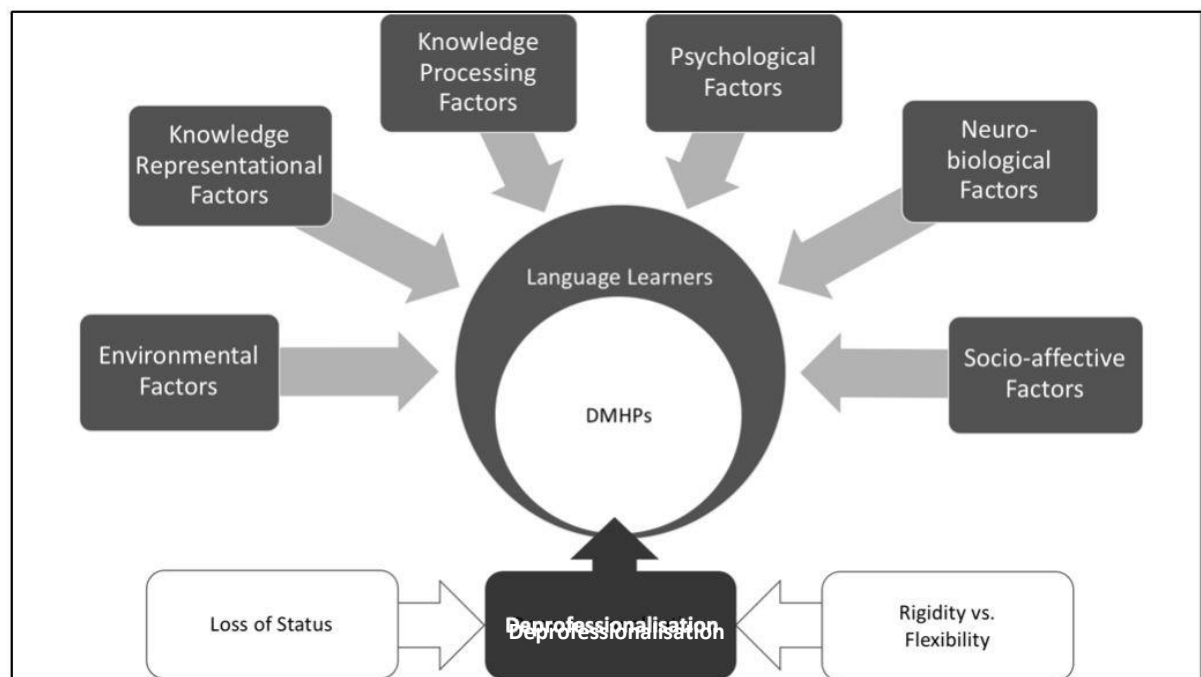 Knowledge
Processing
Factors
Psychological
Factors
Knowledge
Representational
Factors
Neuro-
biological
Factors
Language Learners
Environmental
Factors
Socio-affective
Factors
DMHPs
Loss of Status
Deprofessionalisation
Deprofessionalisation
Rigidity vs.
Flexibility